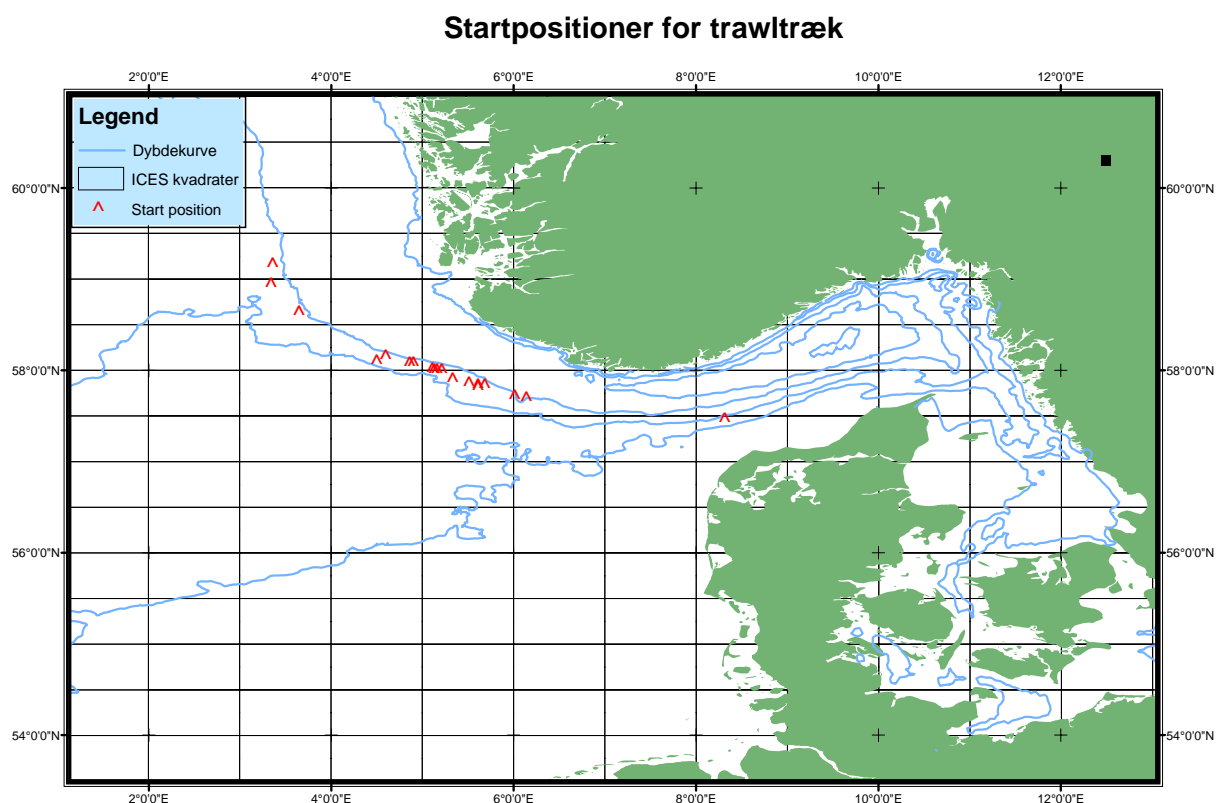 Startpositioner for trawltræk
2°0'0"E 4°0'0"E 6°0'0"E 8°0'0"E 10°0'0"E 12°0'0"E
Legend
Dybdekurve
ICES kvadrater
Start position
60°0'0"N 60°0'0"N
58°0'0"N 58°0'0"N
56°0'0"N 56°0'0"N
54°0'0"N 54°0'0"N
2°0'0"E 4°0'0"E 6°0'0"E 8°0'0"E 10°0'0"E 12°0'0"E